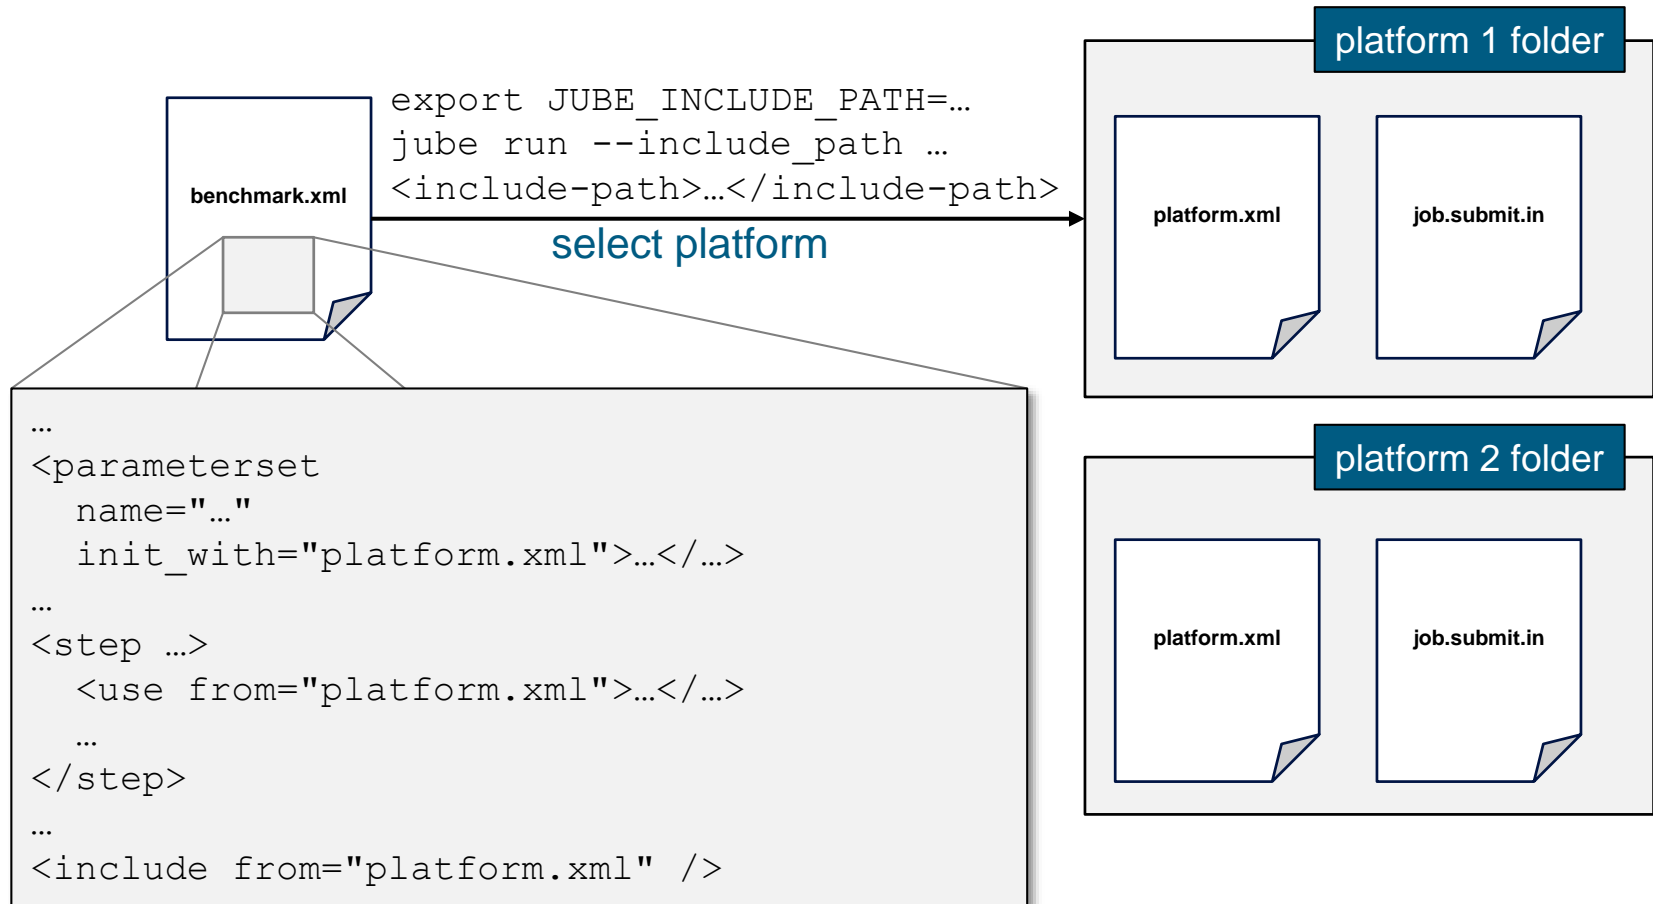 platform 1 folder
export JUBE_INCLUDE_PATH=…
jube run --include_path …
<include-path>…</include-path>
benchmark.xml
select platform
platform.xml
job.submit.in
…
<parameterset
  name="…"
  init_with="platform.xml">…</…>
…
<step …>
  <use from="platform.xml">…</…>
  …
</step>
…
<include from="platform.xml" />
platform 2 folder
platform.xml
job.submit.in